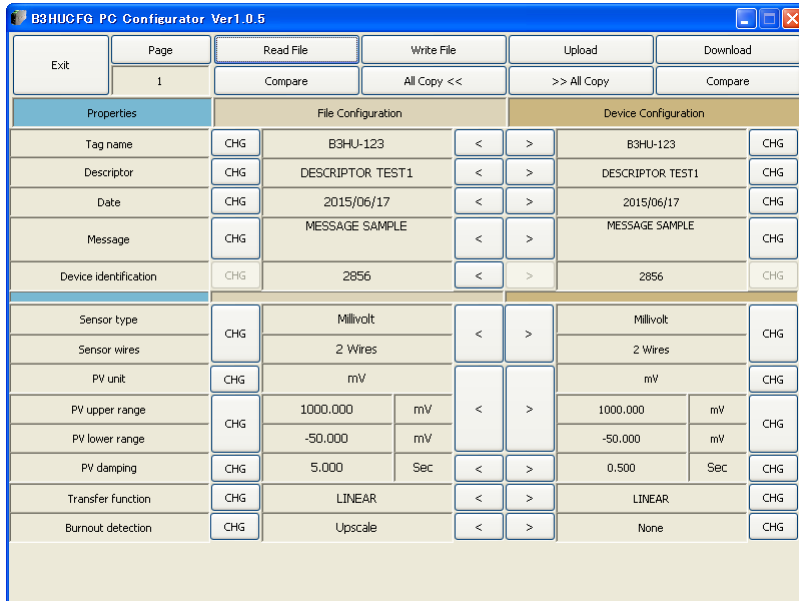 B3HUCFG PC Configurator Ver1.0.5
Exit Page Read File Write File Upload Download
1 Compare All Copy << >> All Copy Compare
Properties File Configuration Device Configuration
Tag name CHG B3HU-123 < > B3HU-123 CHG
Descriptor CHG DESCRIPTOR TEST1 < > DESCRIPTOR TEST1 CHG
Date CHG 2015/06/17 < > 2015/06/17 CHG
Message CHG MESSAGE SAMPLE < > MESSAGE SAMPLE CHG
Device identification CHG 2856 < > 2856 CHG
Sensor type CHG Millivolt < > Millivolt CHG
Sensor wires 2 Wires 2 Wires
PV unit CHG mV < > mV CHG
PV upper range CHG 1000.000 mV 1000.000 mV CHG
PV lower range -50.000 mV -50.000 mV
PV damping CHG 5.000 Sec < > 0.500 Sec CHG
Transfer function CHG LINEAR < > LINEAR CHG
Burnout detection CHG Upscale < > None CHG